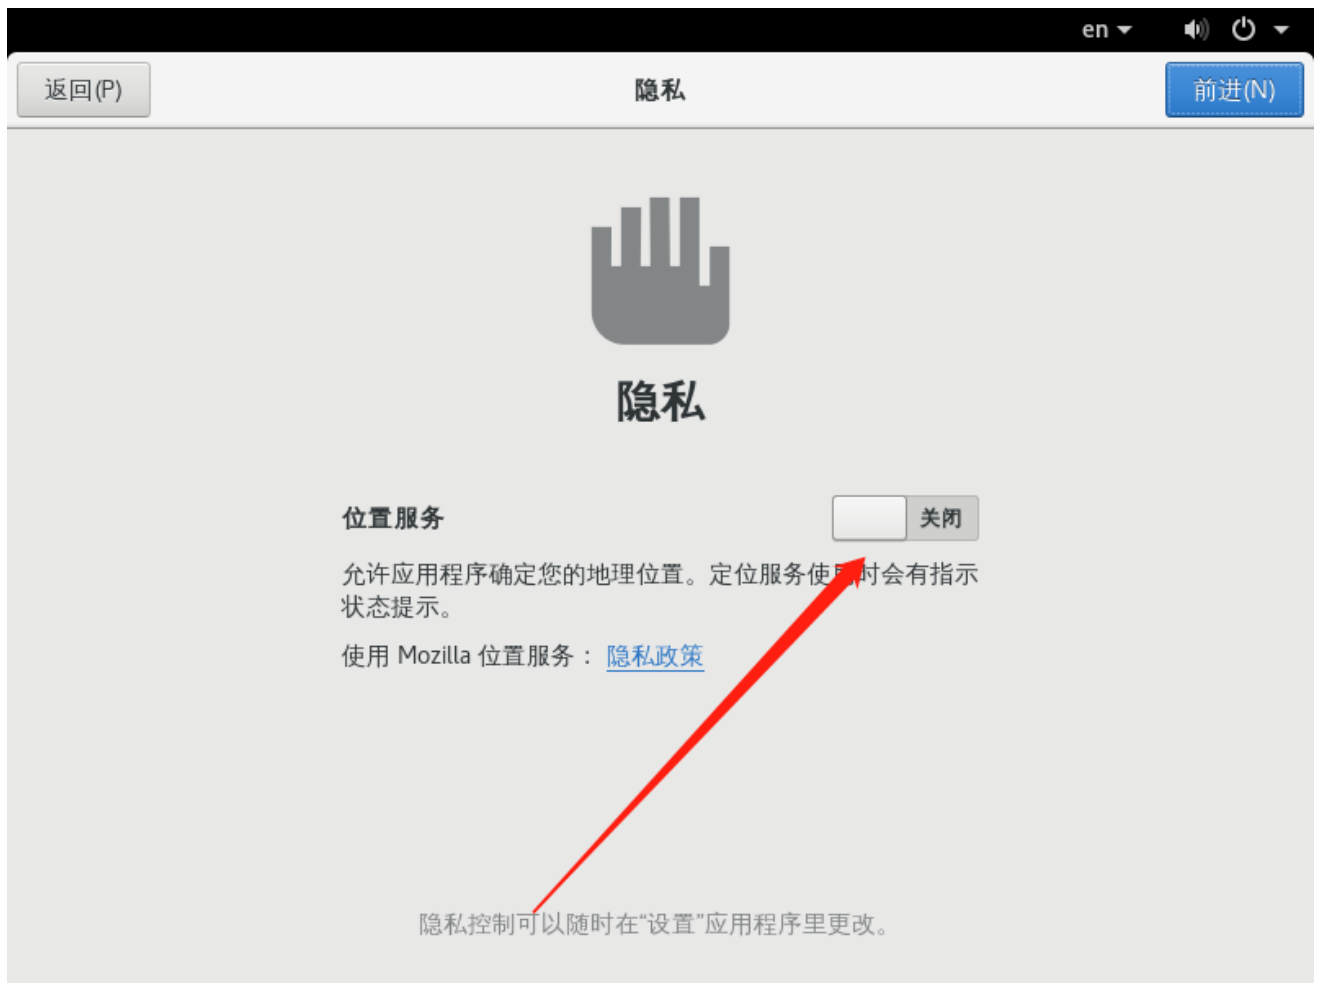 en
返回(P)
隐私
前进(N)
隐私
位置服务
关闭
允许应用程序确定您的地理位置。定位服务使用时会有指示
状态提示。
使用 Mozilla 位置服务： 隐私政策
隐私控制可以随时在“设置”应用程序里更改。